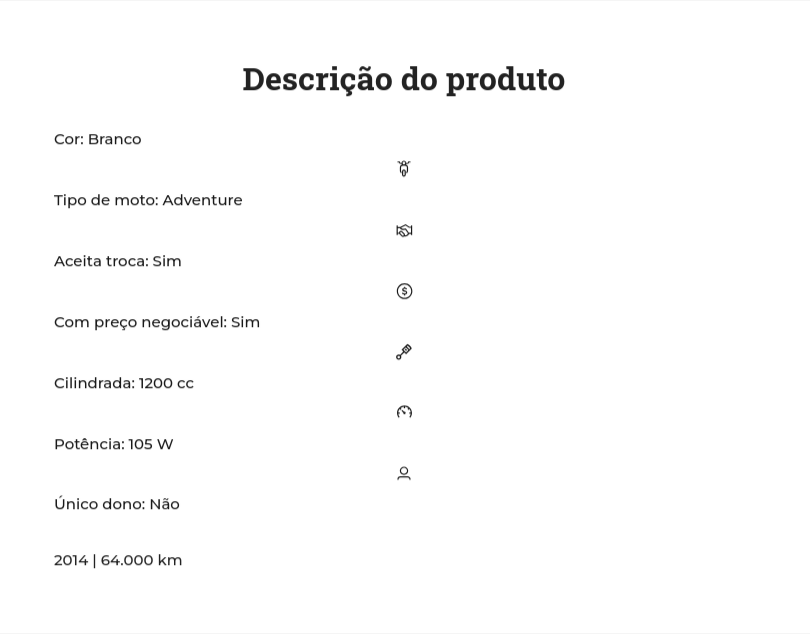 Descrição do produto
Cor: Branco
Tipo de moto: Adventure
Aceita troca: Sim
Com preço negociável: Sim
Cilindrada: 1200 cc
Potência: 105 W
Único dono: Não
2014 | 64.000 km